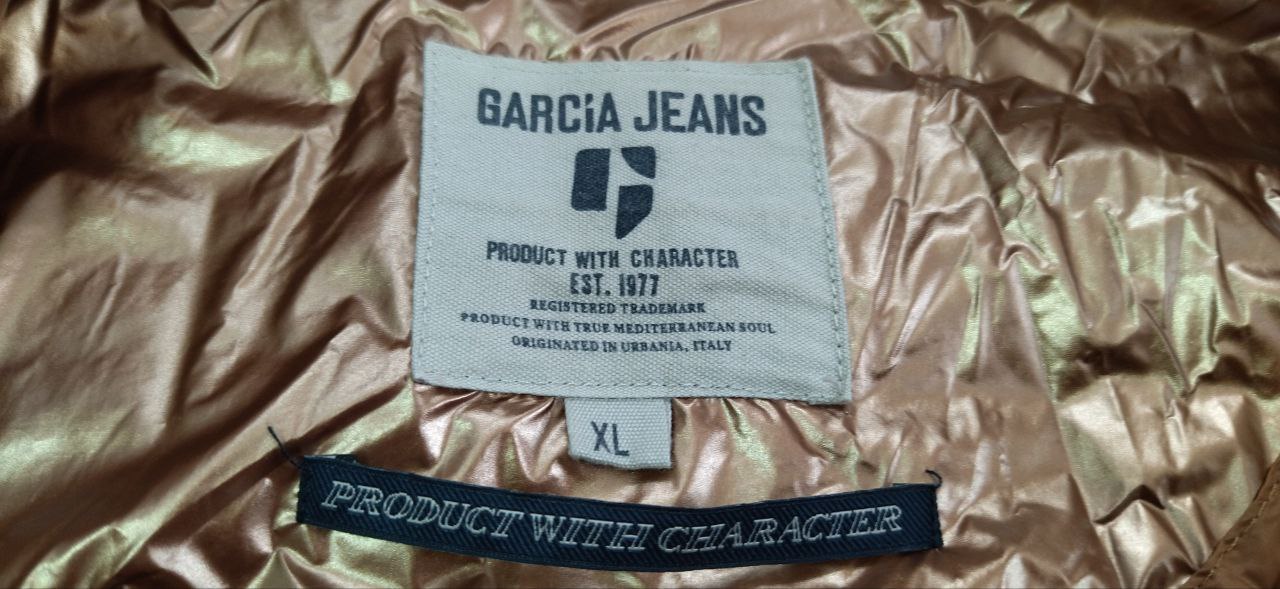 GARCíA JEANS
PRODUCT WITH CHARACTER
EST. 1977
REGISTERED TRADEMARK
PRODUCT WITH TRUE MEDITERRANEAN SOUL
ORIGINATED IN URBANIA, ITALY
XL
PRODUCT WITH CHARACTER